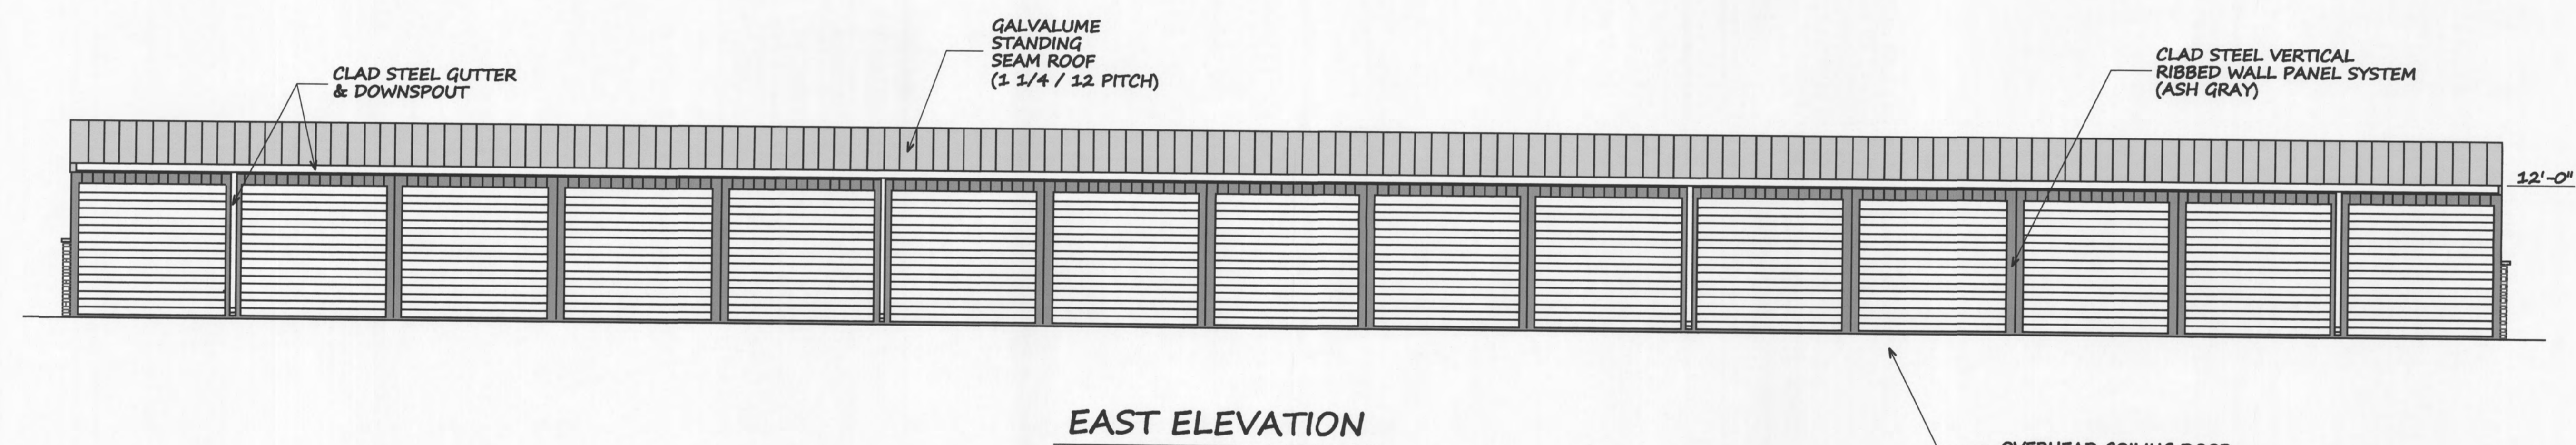 GALVALUME
STANDING
SEAM ROOF
(1 1/4 / 12 PITCH)
CLAD STEEL GUTTER
& DOWNSPOUT
CLAD STEEL VERTICAL
RIBBED WALL PANEL SYSTEM
(ASH GRAY)
12'-0"
EAST ELEVATION